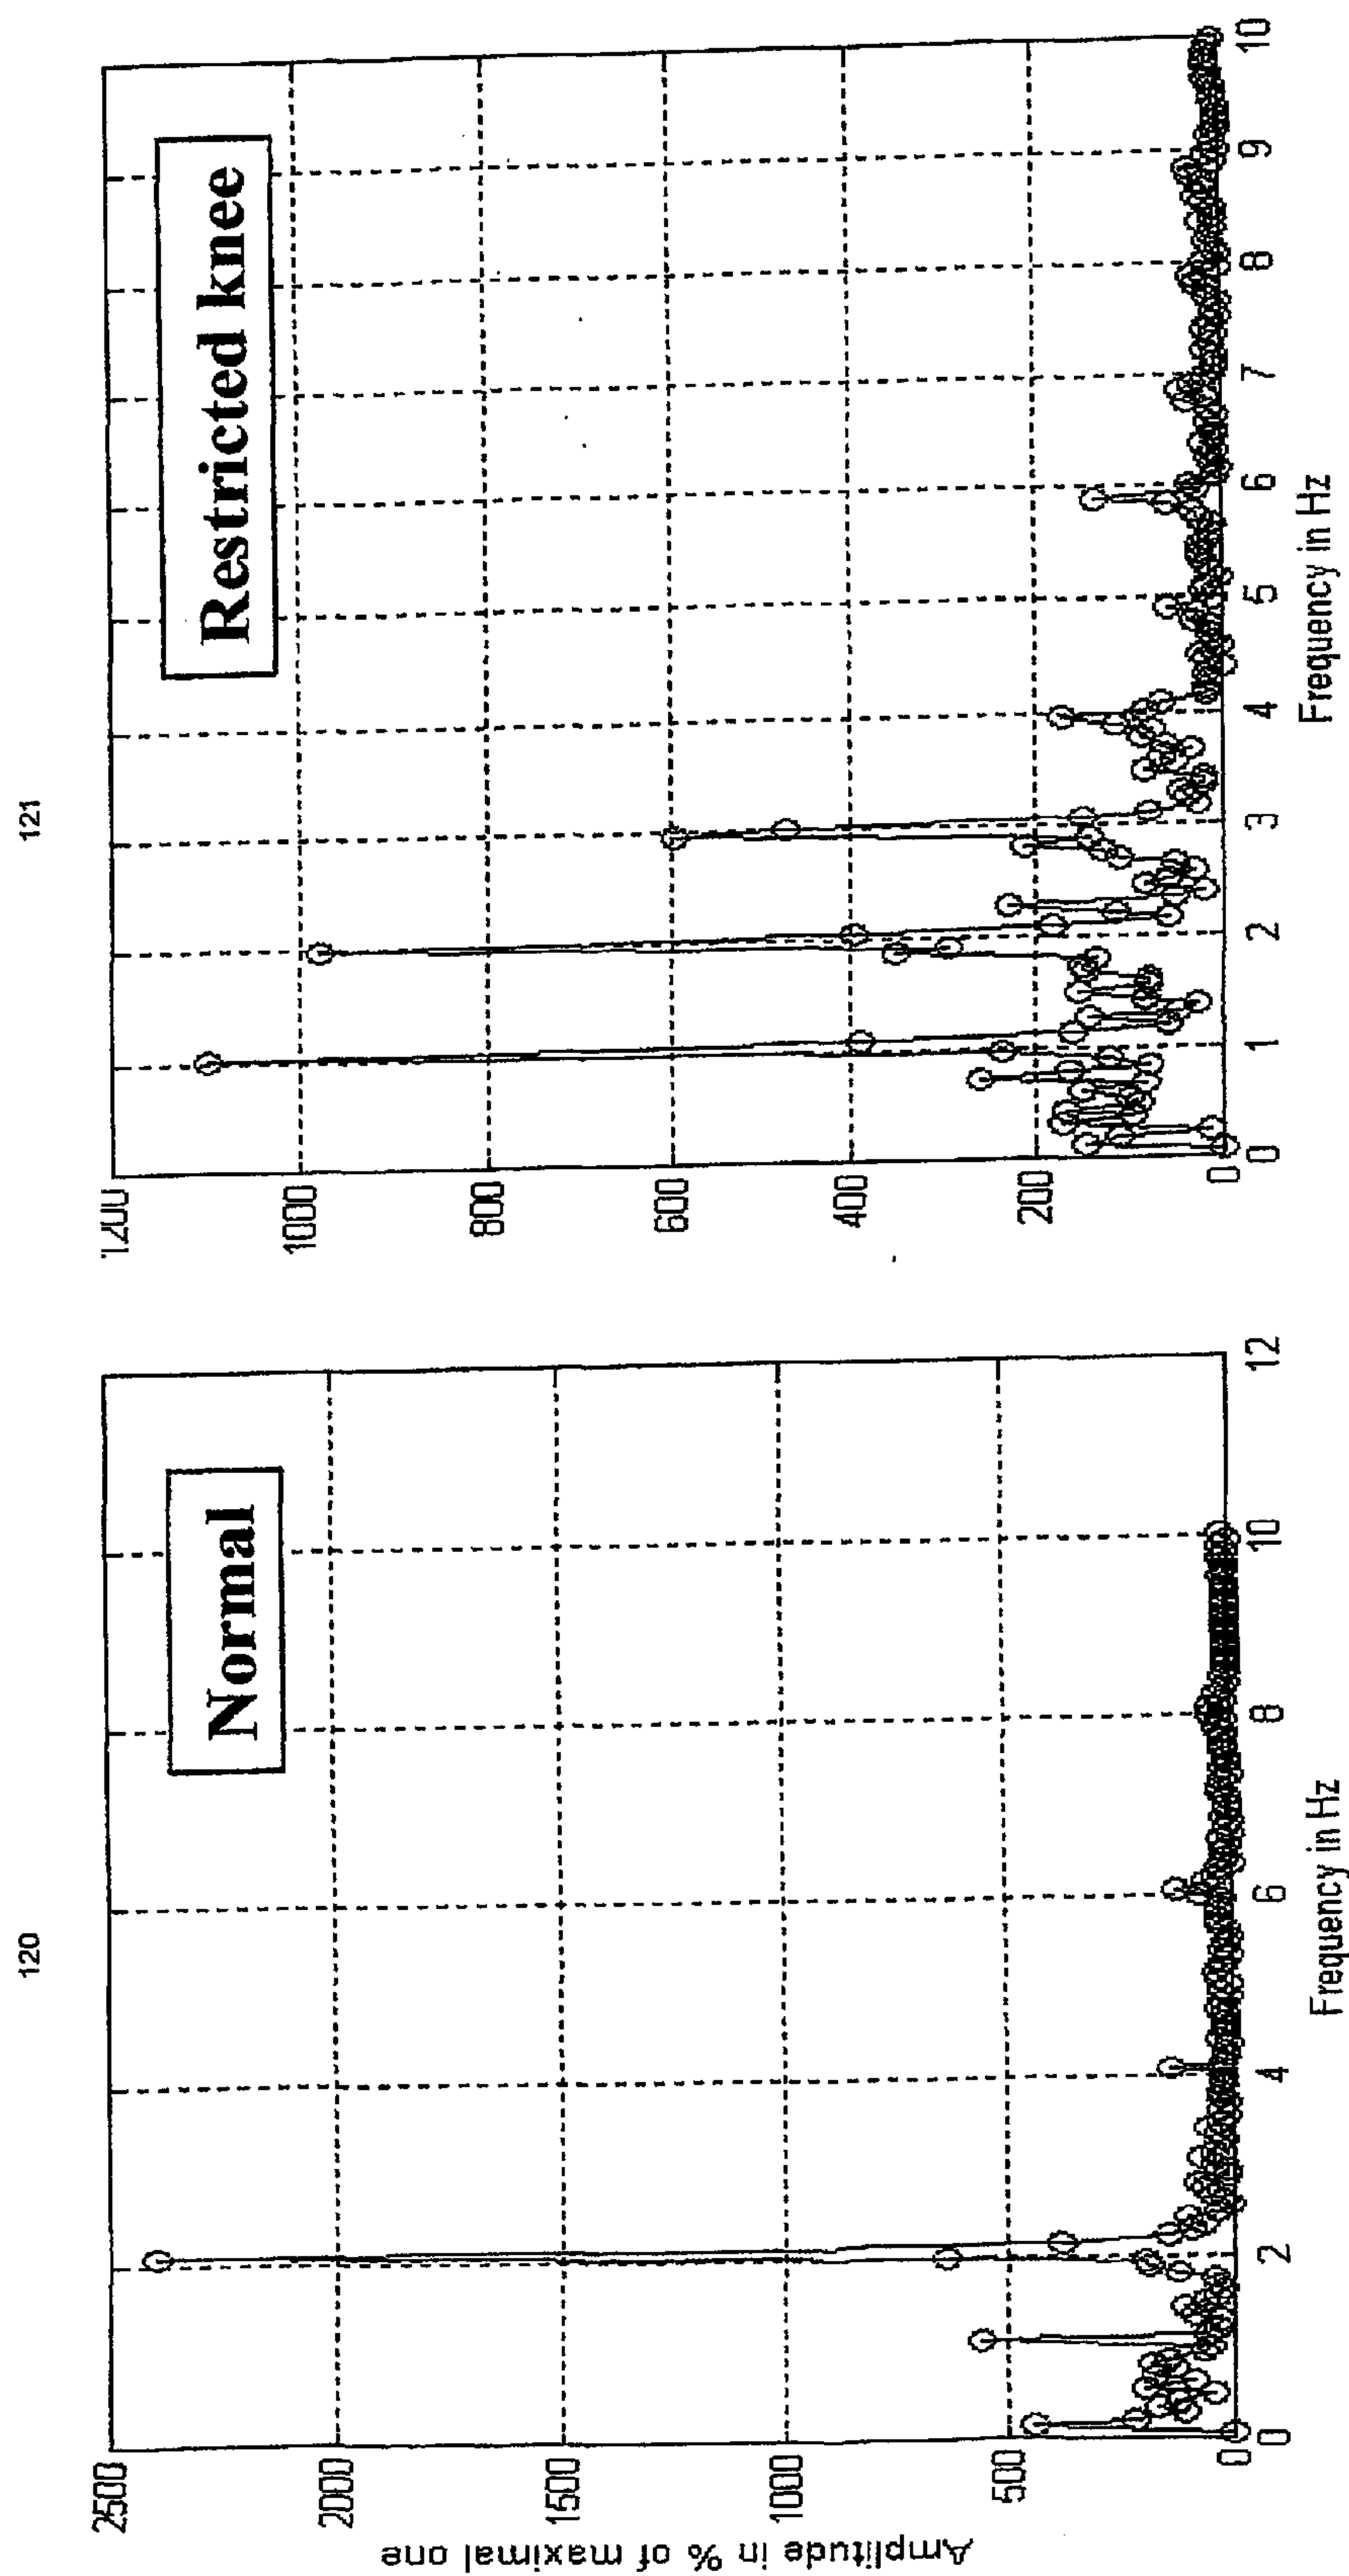 120
121
Normal
Amplitude in % of maximal one
2500
2000
1500
1000
500
0
0 2 4 6 8 10 12
Frequency in Hz
Restricted knee
1000
800
600
400
200
0
0 1 2 3 4 5 6 7 8 9 10
Frequency in Hz